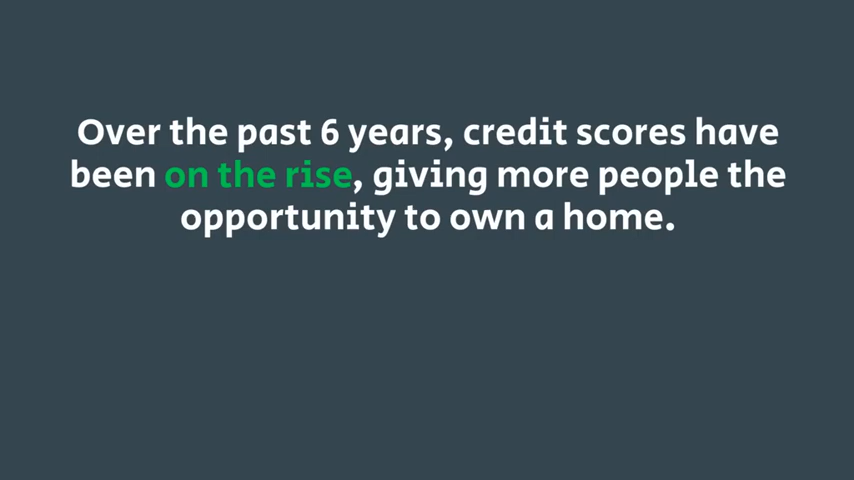 Over the past 6 years, credit scores have
been on the rise, giving more people the
opportunity to own a home.